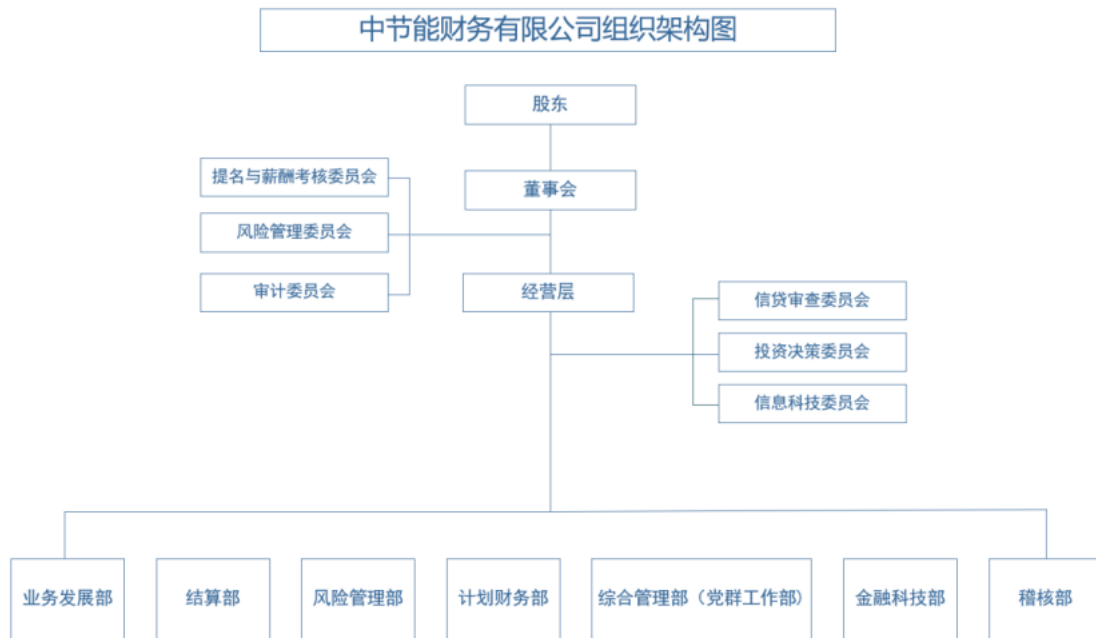 中节能财务有限公司组织架构图
股东
提名与薪酬考核委员会
董事会
风险管理委员会
审计委员会
经营层
信贷审查委员会
投资决策委员会
信息科技委员会
业务发展部
结算部
风险管理部
计划财务部
综合管理部（党群工作部）
金融科技部
稽核部